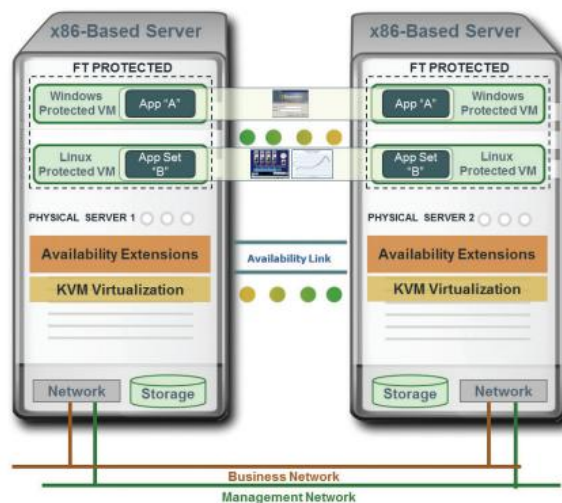 x86-Based Server
FT PROTECTED
Windows
Protected VM
App "A"
Linux
Protected VM
App Set
"B"
PHYSICAL SERVER 1
Availability Extensions
KVM Virtualization
Network
Storage
Availability Link
x86-Based Server
FT PROTECTED
App "A"
Windows
Protected VM
App Set
"B"
Linux
Protected VM
PHYSICAL SERVER 2
Availability Extensions
KVM Virtualization
Storage
Network
Business Network
Management Network